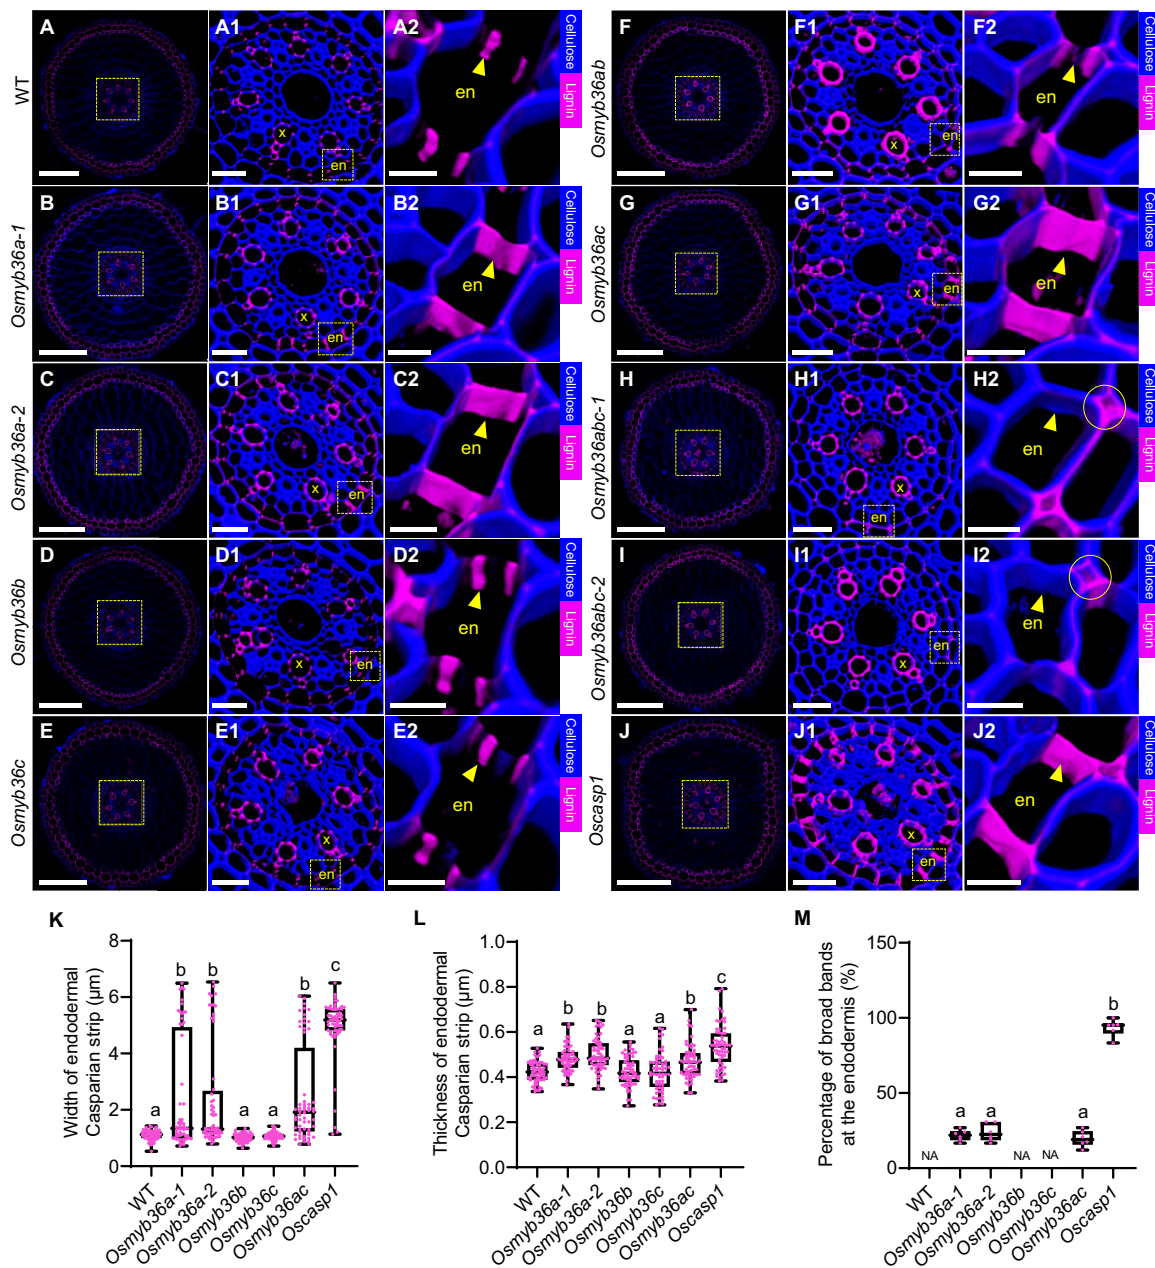 WT
A
A1
x
en
A2
en
Cellulose
Lignin
Osmyb36ab
F
F1
x
en
F2
en
Cellulose
Lignin
Osmyb36a-1
B
B1
x
en
B2
en
Cellulose
Lignin
Osmyb36ac
G
G1
x
en
G2
en
Cellulose
Lignin
Osmyb36a-2
C
C1
x
en
C2
en
Cellulose
Lignin
Osmyb36abc-1
H
H1
x
en
H2
en
Cellulose
Lignin
Osmyb36b
D
D1
x
en
D2
en
Cellulose
Lignin
Osmyb36abc-2
I
I1
x
en
I2
en
Cellulose
Lignin
Osmyb36c
E
E1
x
en
E2
en
Cellulose
Lignin
Oscasp1
J
J1
x
en
J2
en
Cellulose
Lignin
K
Width of endodermal
Casparian strip (μm)
8
6
4
2
0
a
b
b
a
a
b
c
WT
Osmyb36a-1
Osmyb36a-2
Osmyb36b
Osmyb36c
Osmyb36ac
Oscasp1
L
Thickness of endodermal
Casparian strip (μm)
1.0
0.8
0.6
0.4
0.2
0.0
a
b
b
a
a
b
c
WT
Osmyb36a-1
Osmyb36a-2
Osmyb36b
Osmyb36c
Osmyb36ac
Oscasp1
M
Percentage of broad bands
at the endodermis (%)
150
100
50
0
NA
a
a
NA
NA
a
b
WT
Osmyb36a-1
Osmyb36a-2
Osmyb36b
Osmyb36c
Osmyb36ac
Oscasp1